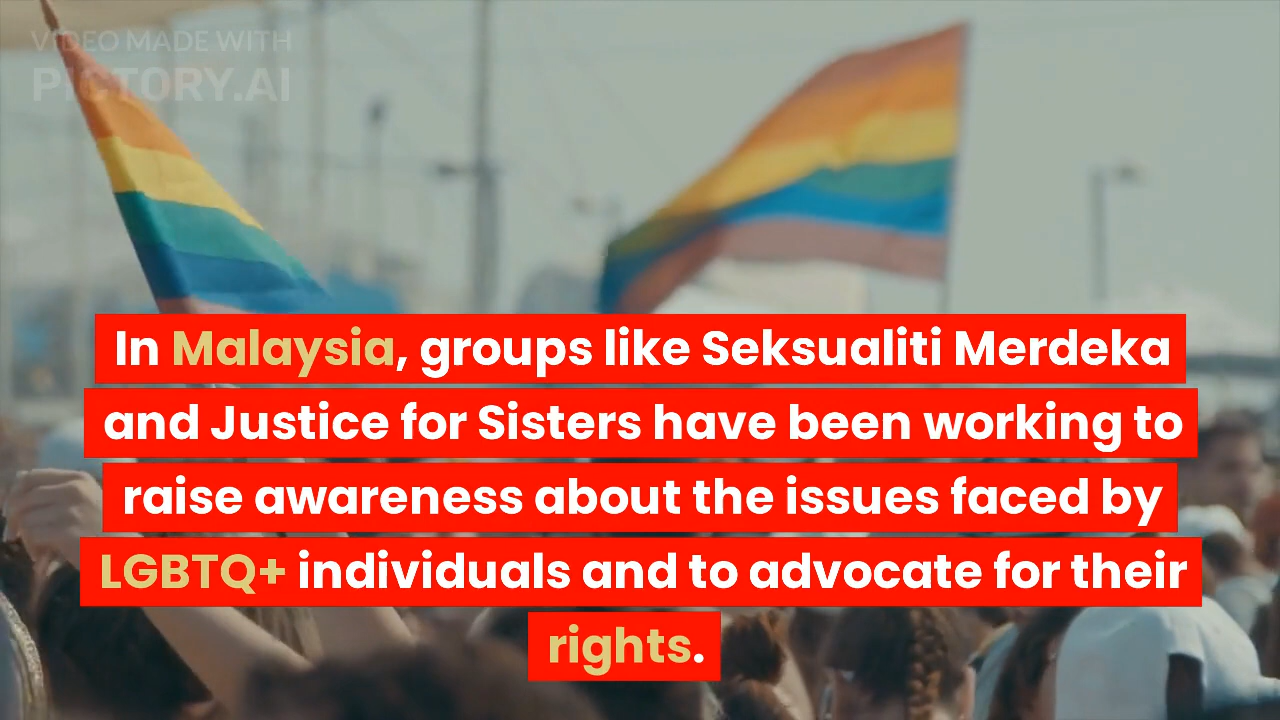 VIDEO MADE WITH
PICTORY.AI
In Malaysia, groups like Seksualiti Merdeka
and Justice for Sisters have been working to
raise awareness about the issues faced by
LGBTQ+ individuals and to advocate for their
rights.